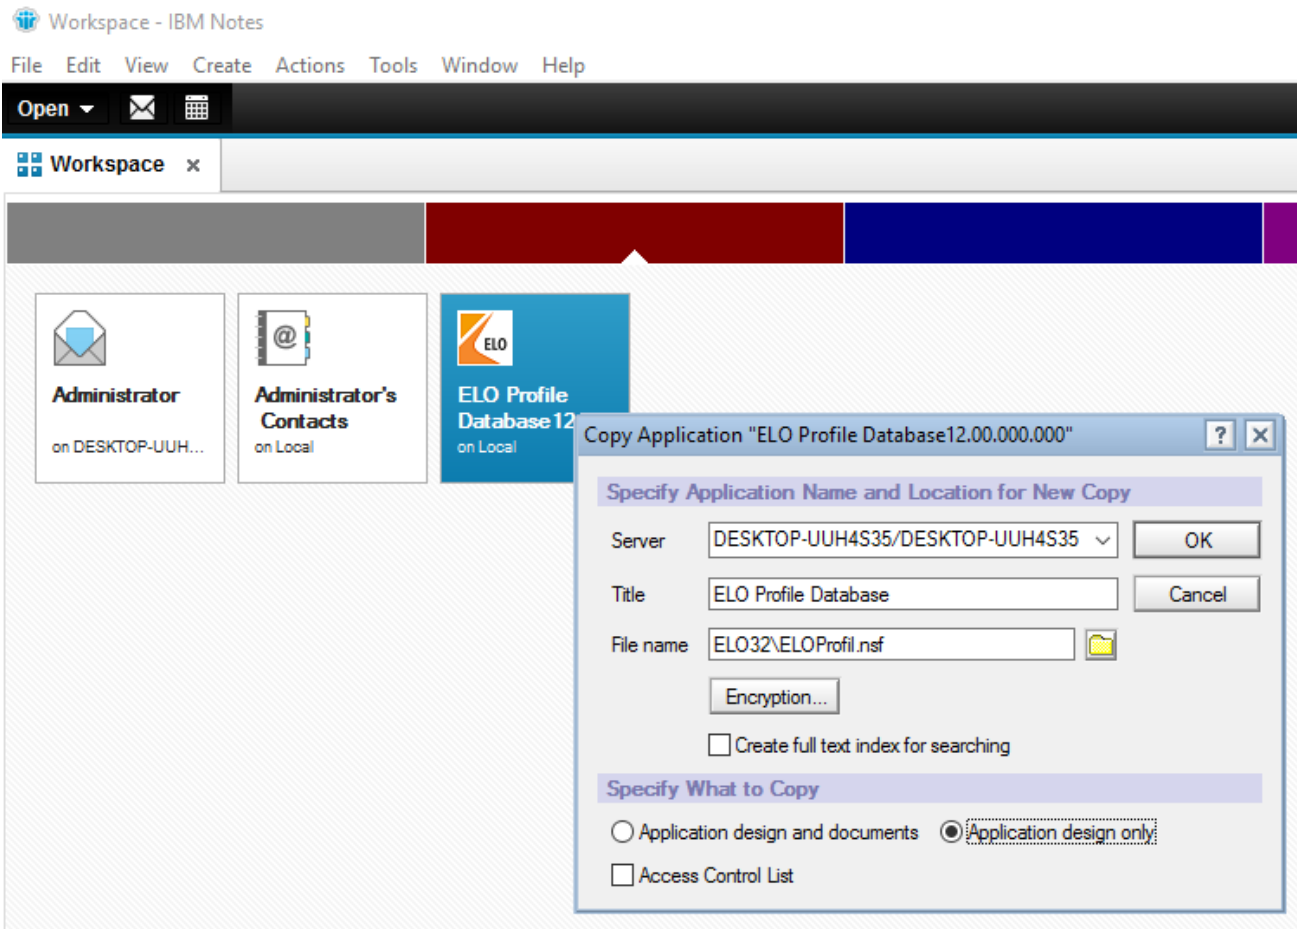 Workspace - IBM Notes
File Edit View Create Actions Tools Window Help
Open
Workspace
Administrator
on DESKTOP-UUH...
@
Administrator's
Contacts
on Local
ELO
ELO Profile
Database12
on Local
Copy Application "ELO Profile Database12.00.000.000"
?
Specify Application Name and Location for New Copy
Server DESKTOP-UUH4S35/DESKTOP-UUH4S35 OK
Title ELO Profile Database Cancel
File name ELO32\ELOProfil.nsf
Encryption...
Create full text index for searching
Specify What to Copy
Application design and documents Application design only
Access Control List